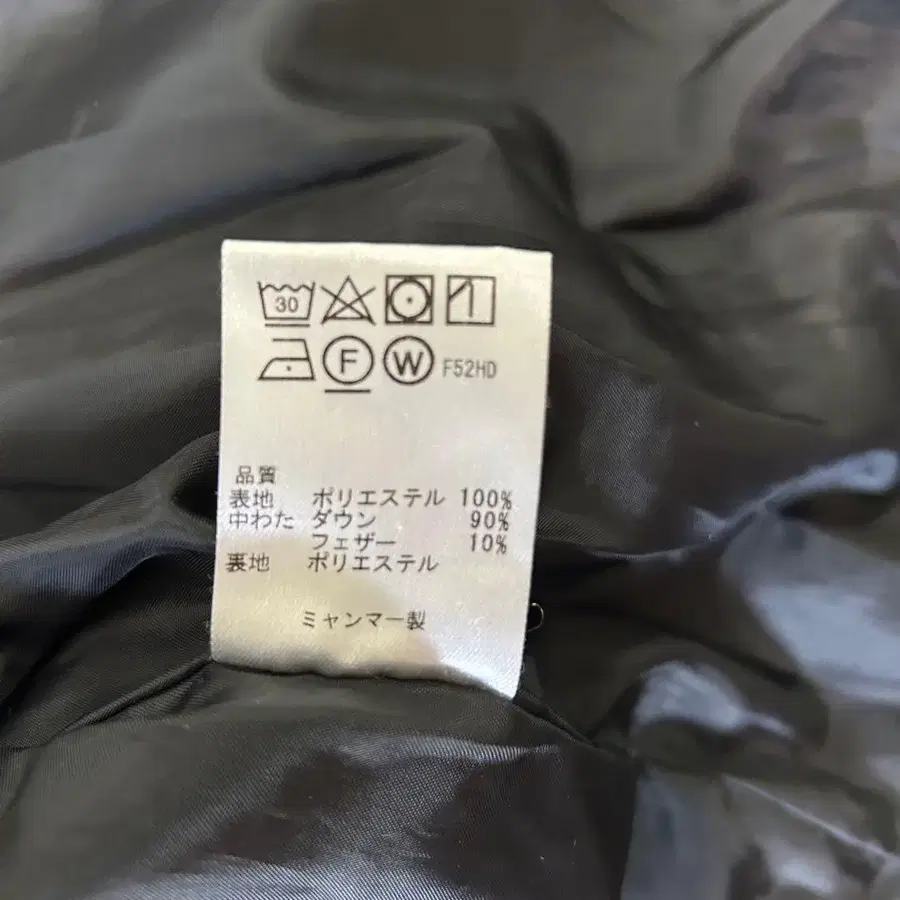 30
F W F52HD
品質
表地 ポリエステル 100%
中わた ダウン 90%
フェザー 10%
裏地 ポリエステル
ミャンマー製